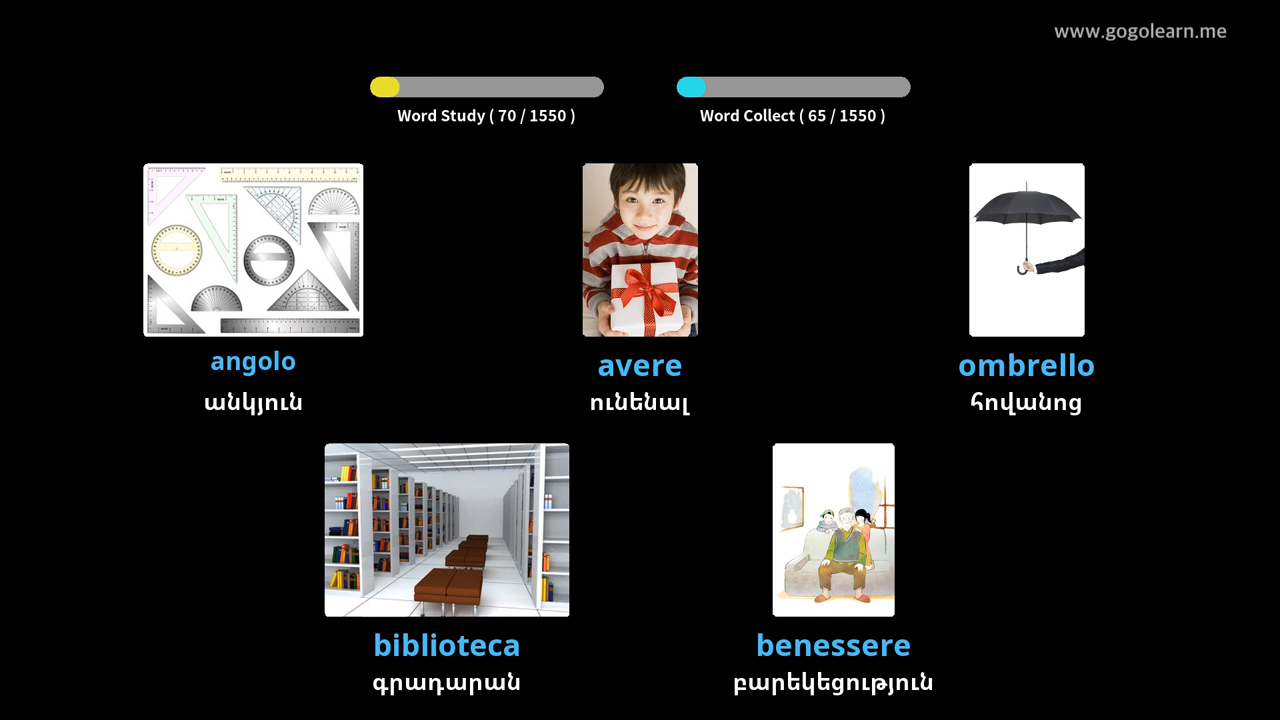 www.gogolearn.me
Word Study ( 70 / 1550 )
Word Collect ( 65 / 1550 )
angolo
անկյուն
avere
ունենալ
ombrello
հովանոց
biblioteca
գրադարան
benessere
բարեկեցություն